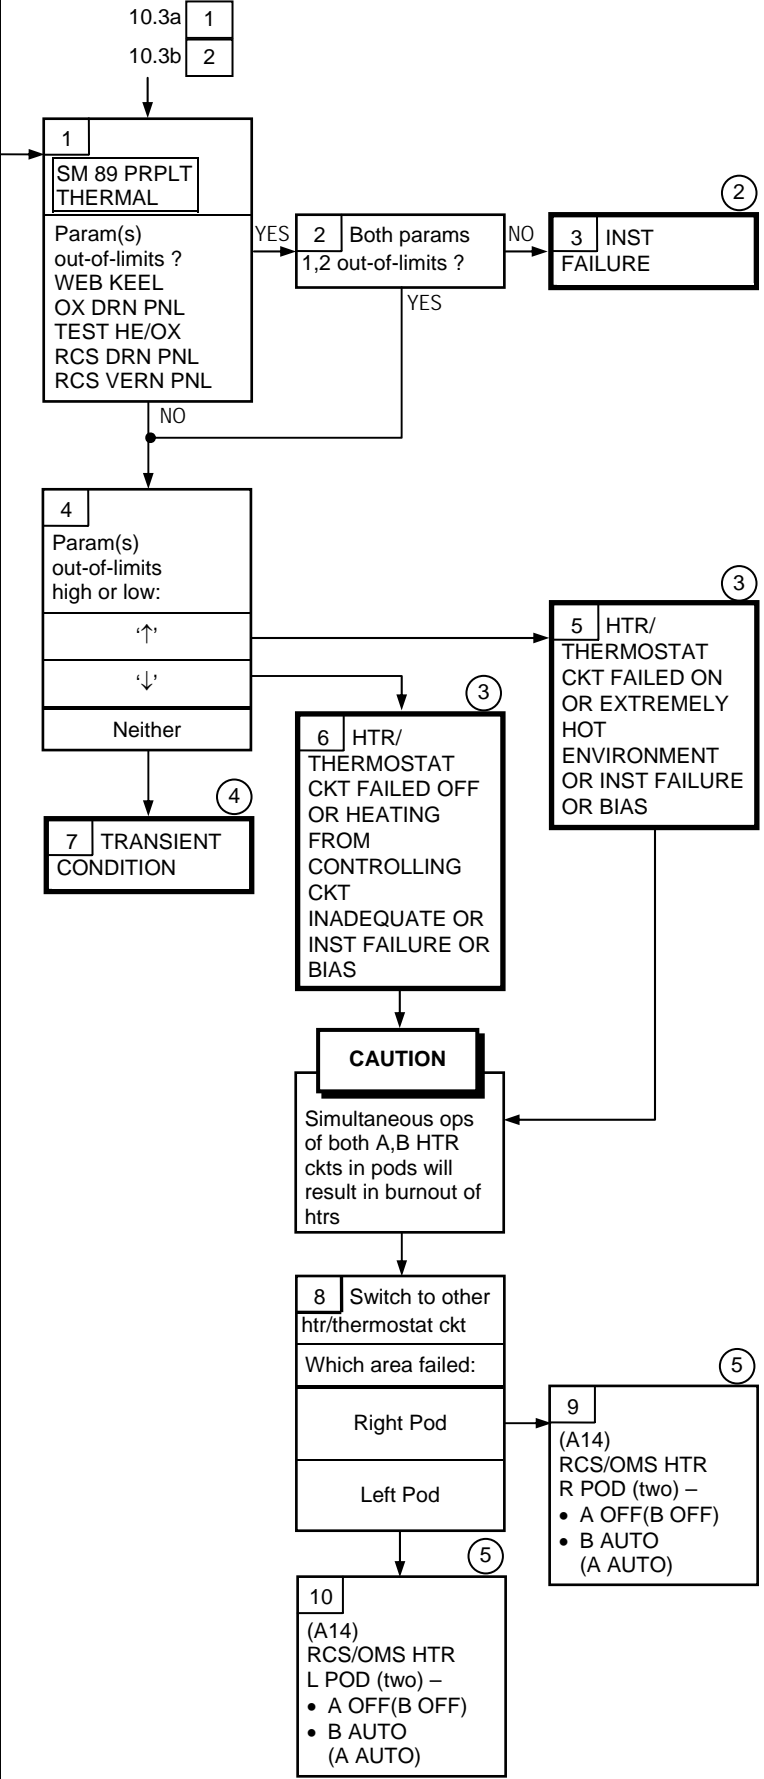 10.3a 1
10.3b 2
1
SM 89 PRPLT
THERMAL
Param(s)
out-of-limits ?
WEB KEEL
OX DRN PNL
TEST HE/OX
RCS DRN PNL
RCS VERN PNL
YES
2 Both params
1,2 out-of-limits ?
NO
YES
2
3 INST
FAILURE
NO
4
Param(s)
out-of-limits
high or low:
‘↑’
‘↓’
Neither
3
5 HTR/
THERMOSTAT
CKT FAILED ON
OR EXTREMELY
HOT
ENVIRONMENT
OR INST FAILURE
OR BIAS
3
6 HTR/
THERMOSTAT
CKT FAILED OFF
OR HEATING
FROM
CONTROLLING
CKT
INADEQUATE OR
INST FAILURE OR
BIAS
4
7 TRANSIENT
CONDITION
CAUTION
Simultaneous ops
of both A,B HTR
ckts in pods will
result in burnout of
htrs
8 Switch to other
htr/thermostat ckt
Which area failed:
Right Pod
Left Pod
5
9
(A14)
RCS/OMS HTR
R POD (two) –
• A OFF(B OFF)
• B AUTO
(A AUTO)
5
10
(A14)
RCS/OMS HTR
L POD (two) –
• A OFF(B OFF)
• B AUTO
(A AUTO)